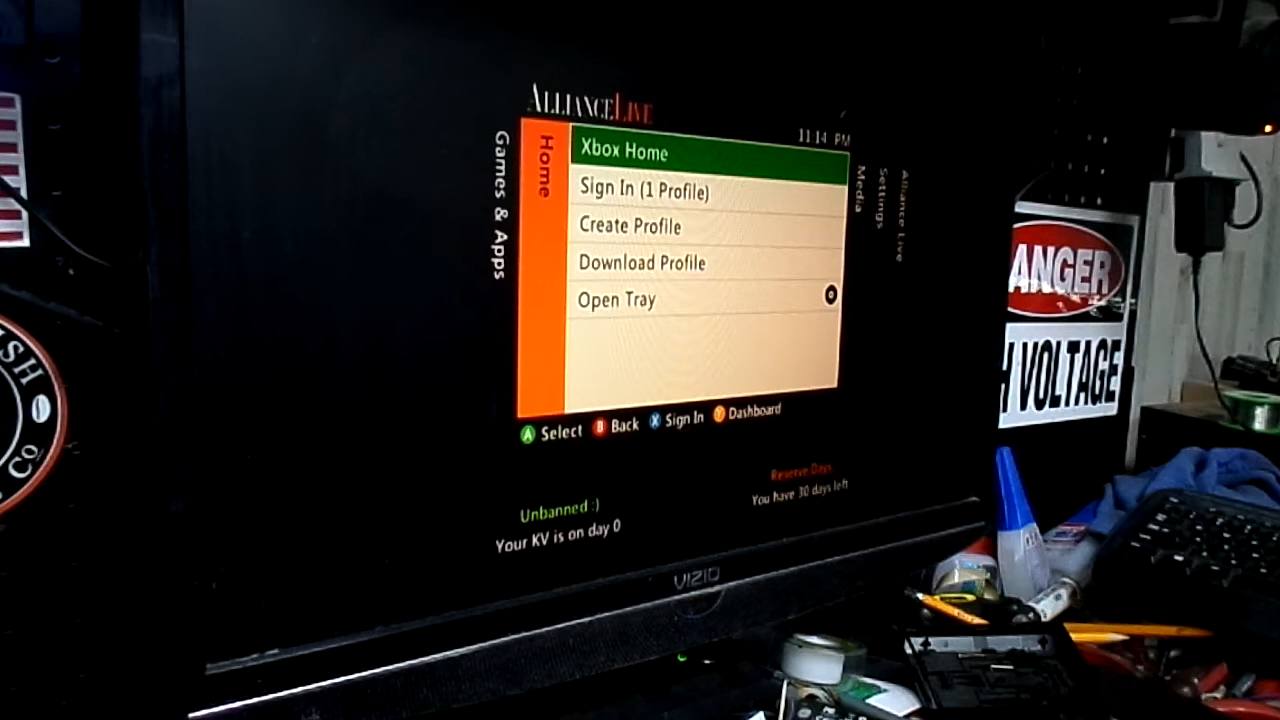 ALLIANCELIVE
11:14 PM
Games & Apps
Home
Xbox Home
Sign In (1 Profile)
Create Profile
Download Profile
Open Tray
Media
Settings
Alliance Live
A Select B Back X Sign In Y Dashboard
Reserve Days
You have 30 days left
Unbanned :)
Your KV is on day 0
VIZIO
ANGER
H VOLTAGE
ISH
Co